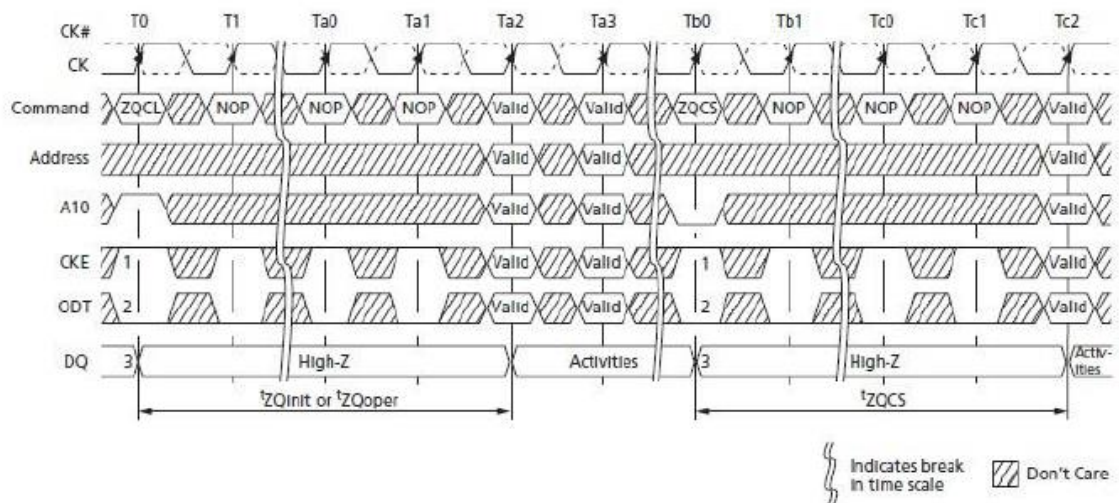 T0 T1 Ta0 Ta1 Ta2 Ta3 Tb0 Tb1 Tc0 Tc1 Tc2
CK#
CK
Command ZQCL NOP NOP NOP Valid Valid ZQCS NOP NOP NOP Valid
Address Valid Valid Valid
A10 Valid Valid Valid
CKE 1 Valid Valid 1 Valid
ODT 2 Valid Valid 2 Valid
DQ 3 High-Z Activities 3 High-Z Activ-
ities
tZQinit or tZQoper tZQCS
Indicates break
in time scale
Don't Care